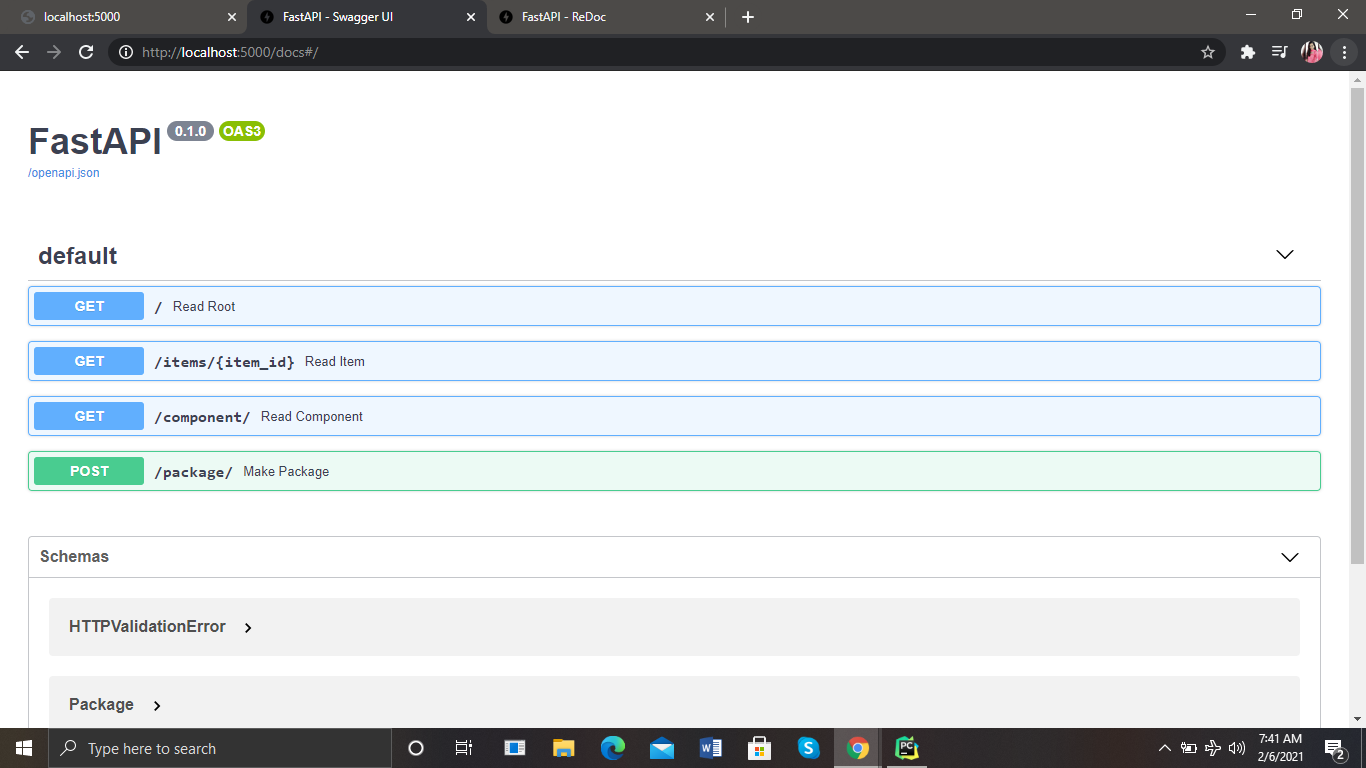 localhost:5000
FastAPI - Swagger UI
FastAPI - ReDoc
http://localhost:5000/docs#/
FastAPI 0.1.0 OAS3
/openapi.json
default
GET / Read Root
GET /items/{item_id} Read Item
GET /component/ Read Component
POST /package/ Make Package
Schemas
HTTPValidationError
Package
Type here to search
7:41 AM
2/6/2021
2